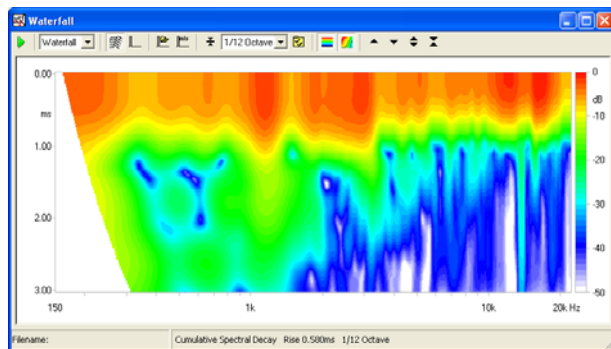 Waterfall
Waterfall 1/12 Octave
0.00
ms
1.00
2.00
3.00
150 1k 10k 20k Hz
0
dB
-10
-20
-30
-40
-50
Filename: Cumulative Spectral Decay Rise 0.580ms 1/12 Octave